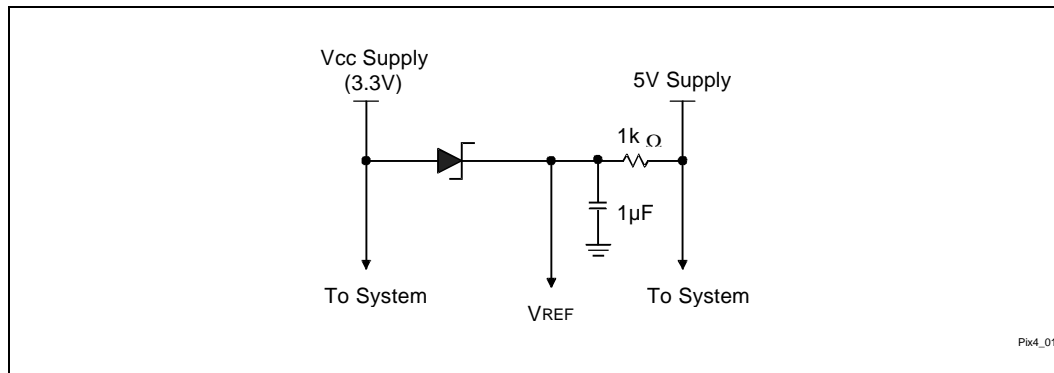 Vcc Supply
(3.3V)
5V Supply
1k Ω
1µF
To System
VREF
To System
Pix4_01